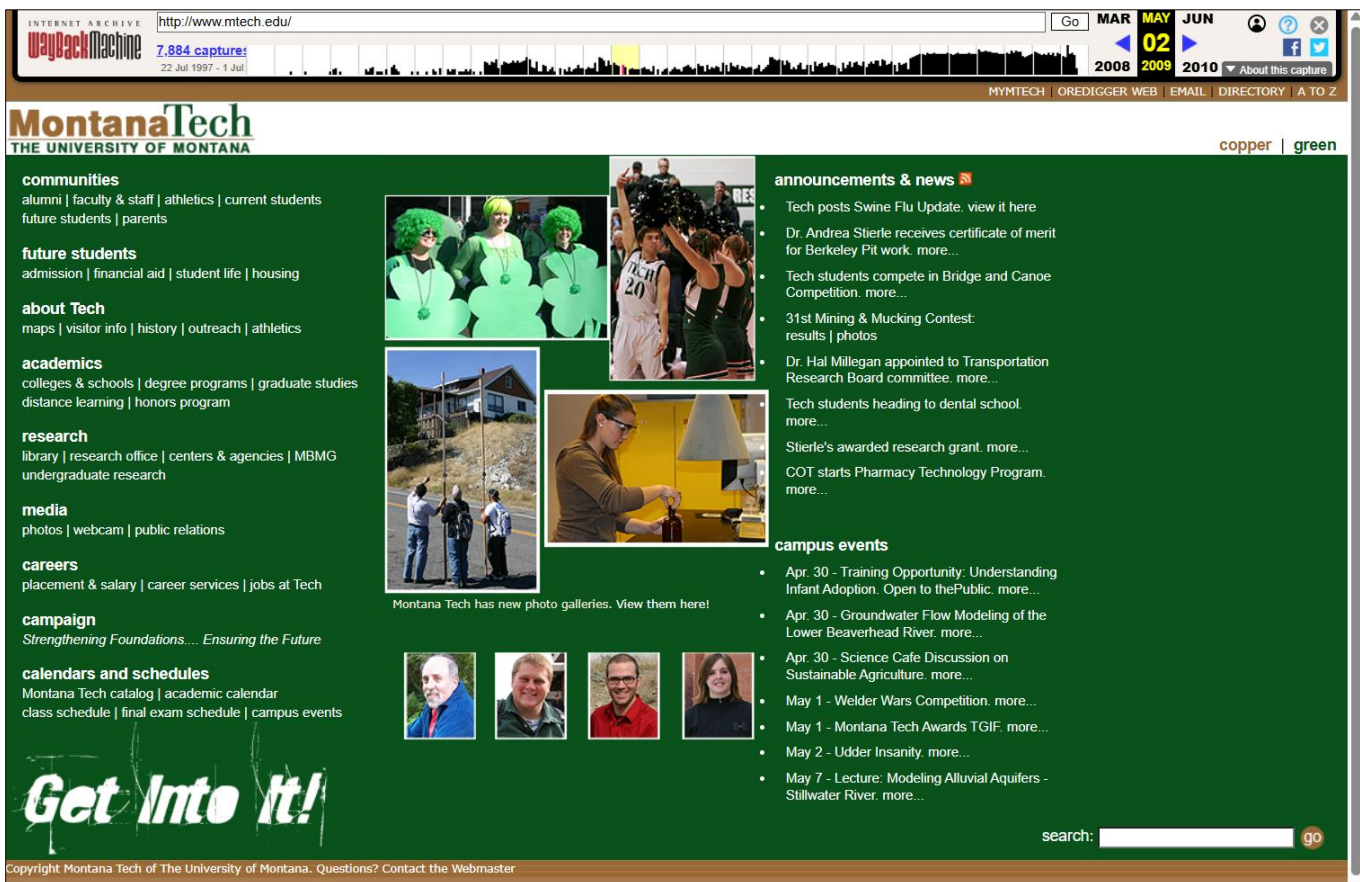 INTERNET ARCHIVE
WayBackMachine
http://www.mtech.edu/
Go
7,884 captures
22 Jul 1997 - 1 Jul
MAR MAY JUN
02
2008 2009 2010
About this capture
MYMTECH | OREDIGGER WEB | EMAIL | DIRECTORY | A TO Z
MontanaTech
THE UNIVERSITY OF MONTANA
copper | green
communities
alumni | faculty & staff | athletics | current students
future students | parents
future students
admission | financial aid | student life | housing
about Tech
maps | visitor info | history | outreach | athletics
academics
colleges & schools | degree programs | graduate studies
distance learning | honors program
research
library | research office | centers & agencies | MBMG
undergraduate research
media
photos | webcam | public relations
careers
placement & salary | career services | jobs at Tech
campaign
Strengthening Foundations.... Ensuring the Future
calendars and schedules
Montana Tech catalog | academic calendar
class schedule | final exam schedule | campus events
Get Into It!
RES
TECH
20
Montana Tech has new photo galleries. View them here!
announcements & news
Tech posts Swine Flu Update. view it here
Dr. Andrea Stierle receives certificate of merit
for Berkeley Pit work. more...
Tech students compete in Bridge and Canoe
Competition. more...
31st Mining & Mucking Contest:
results | photos
Dr. Hal Millegan appointed to Transportation
Research Board committee. more...
Tech students heading to dental school.
more...
Stierle's awarded research grant. more...
COT starts Pharmacy Technology Program.
more...
campus events
Apr. 30 - Training Opportunity: Understanding
Infant Adoption. Open to thePublic. more...
Apr. 30 - Groundwater Flow Modeling of the
Lower Beaverhead River. more...
Apr. 30 - Science Cafe Discussion on
Sustainable Agriculture. more...
May 1 - Welder Wars Competition. more...
May 1 - Montana Tech Awards TGIF. more...
May 2 - Udder Insanity. more...
May 7 - Lecture: Modeling Alluvial Aquifers -
Stillwater River. more...
search:
go
Copyright Montana Tech of The University of Montana. Questions? Contact the Webmaster